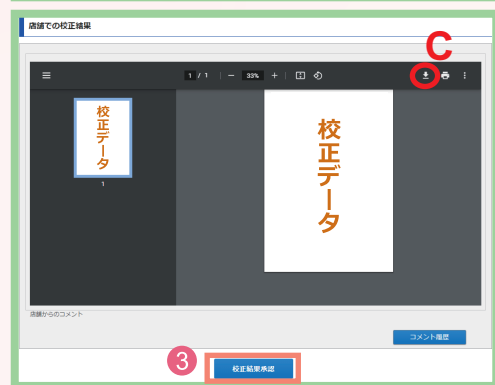 店舗での校正結果
C
1 / 1 | − 33% +
校正データ
1
校正データ
店舗からのコメント
コメント履歴
3
校正結果承認